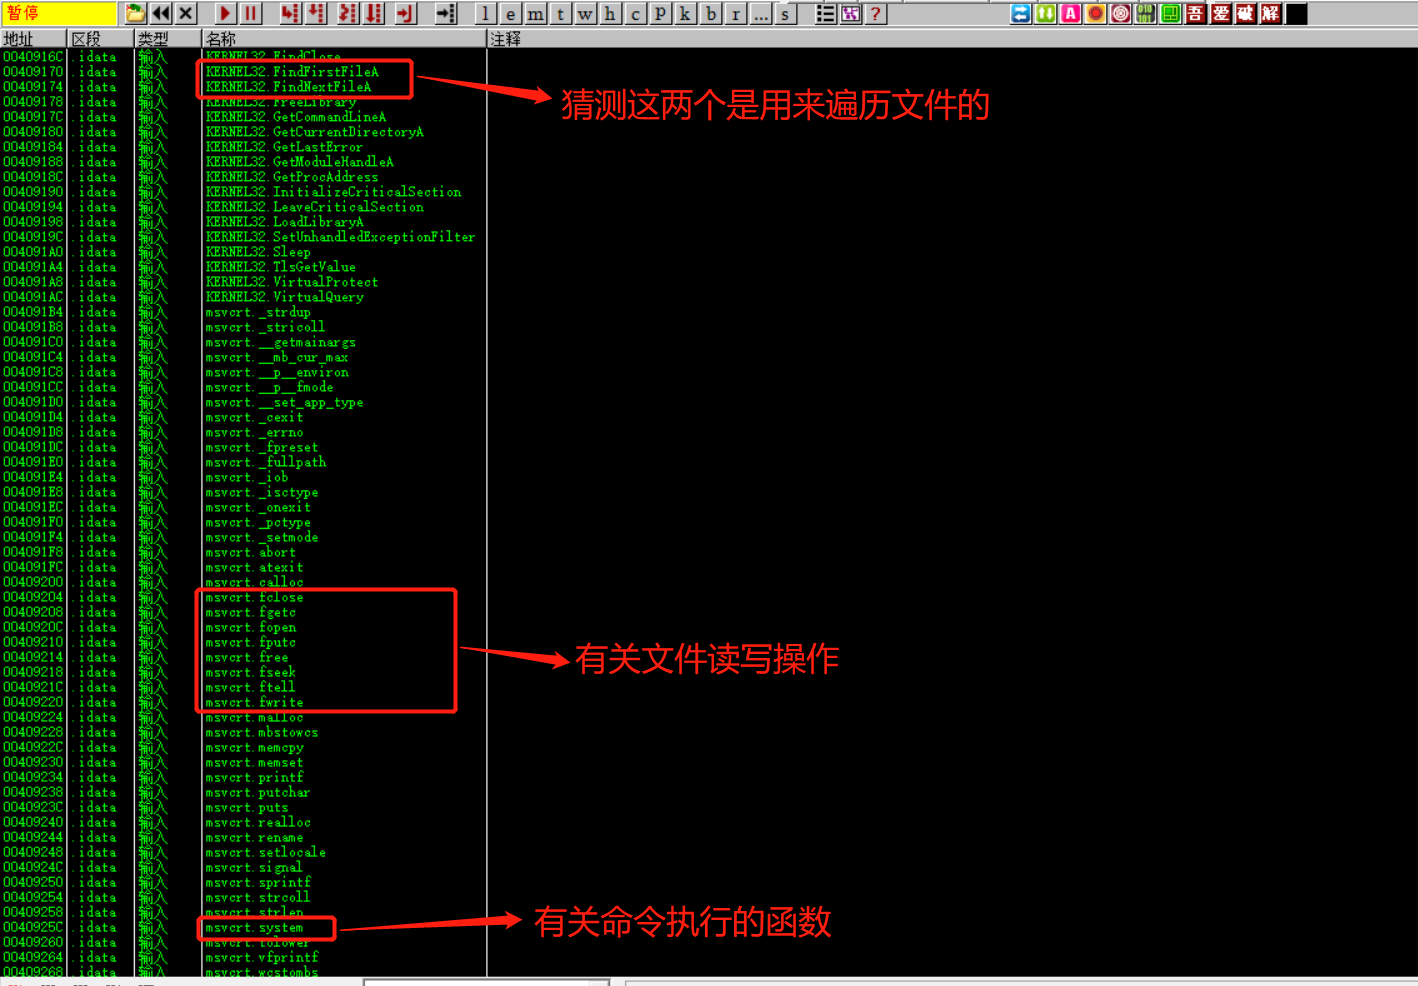 暂停
l e m t w h c p k b r ... s ? A 吾 爱 破 解
地址 区段 类型 名称 注释
0040916C .idata 输入 KERNEL32.FindClose
00409170 .idata 输入 KERNEL32.FindFirstFileA
00409174 .idata 输入 KERNEL32.FindNextFileA
猜测这两个是用来遍历文件的
00409178 .idata 输入 KERNEL32.FreeLibrary
0040917C .idata 输入 KERNEL32.GetCommandLineA
00409180 .idata 输入 KERNEL32.GetCurrentDirectoryA
00409184 .idata 输入 KERNEL32.GetLastError
00409188 .idata 输入 KERNEL32.GetModuleHandleA
0040918C .idata 输入 KERNEL32.GetProcAddress
00409190 .idata 输入 KERNEL32.InitializeCriticalSection
00409194 .idata 输入 KERNEL32.LeaveCriticalSection
00409198 .idata 输入 KERNEL32.LoadLibraryA
0040919C .idata 输入 KERNEL32.SetUnhandledExceptionFilter
004091A0 .idata 输入 KERNEL32.Sleep
004091A4 .idata 输入 KERNEL32.TlsGetValue
004091A8 .idata 输入 KERNEL32.VirtualProtect
004091AC .idata 输入 KERNEL32.VirtualQuery
004091B4 .idata 输入 msvcrt._strdup
004091B8 .idata 输入 msvcrt._stricoll
004091C0 .idata 输入 msvcrt.__getmainargs
004091C4 .idata 输入 msvcrt.__mb_cur_max
004091C8 .idata 输入 msvcrt.__p__environ
004091CC .idata 输入 msvcrt.__p__fmode
004091D0 .idata 输入 msvcrt.__set_app_type
004091D4 .idata 输入 msvcrt._cexit
004091D8 .idata 输入 msvcrt._errno
004091DC .idata 输入 msvcrt._fpreset
004091E0 .idata 输入 msvcrt._fullpath
004091E4 .idata 输入 msvcrt._iob
004091E8 .idata 输入 msvcrt._isctype
004091EC .idata 输入 msvcrt._onexit
004091F0 .idata 输入 msvcrt._pctype
004091F4 .idata 输入 msvcrt._setmode
004091F8 .idata 输入 msvcrt.abort
004091FC .idata 输入 msvcrt.atexit
00409200 .idata 输入 msvcrt.calloc
00409204 .idata 输入 msvcrt.fclose
00409208 .idata 输入 msvcrt.fgetc
0040920C .idata 输入 msvcrt.fopen
00409210 .idata 输入 msvcrt.fputc
00409214 .idata 输入 msvcrt.free
有关文件读写操作
00409218 .idata 输入 msvcrt.fseek
0040921C .idata 输入 msvcrt.ftell
00409220 .idata 输入 msvcrt.fwrite
00409224 .idata 输入 msvcrt.malloc
00409228 .idata 输入 msvcrt.mbstowcs
0040922C .idata 输入 msvcrt.memcpy
00409230 .idata 输入 msvcrt.memset
00409234 .idata 输入 msvcrt.printf
00409238 .idata 输入 msvcrt.putchar
0040923C .idata 输入 msvcrt.puts
00409240 .idata 输入 msvcrt.realloc
00409244 .idata 输入 msvcrt.rename
00409248 .idata 输入 msvcrt.setlocale
0040924C .idata 输入 msvcrt.signal
00409250 .idata 输入 msvcrt.sprintf
00409254 .idata 输入 msvcrt.strcoll
00409258 .idata 输入 msvcrt.strlen
0040925C .idata 输入 msvcrt.system
有关命令执行的函数
00409260 .idata 输入 msvcrt.tolower
00409264 .idata 输入 msvcrt.vfprintf
00409268 .idata 输入 msvcrt.wcstombs